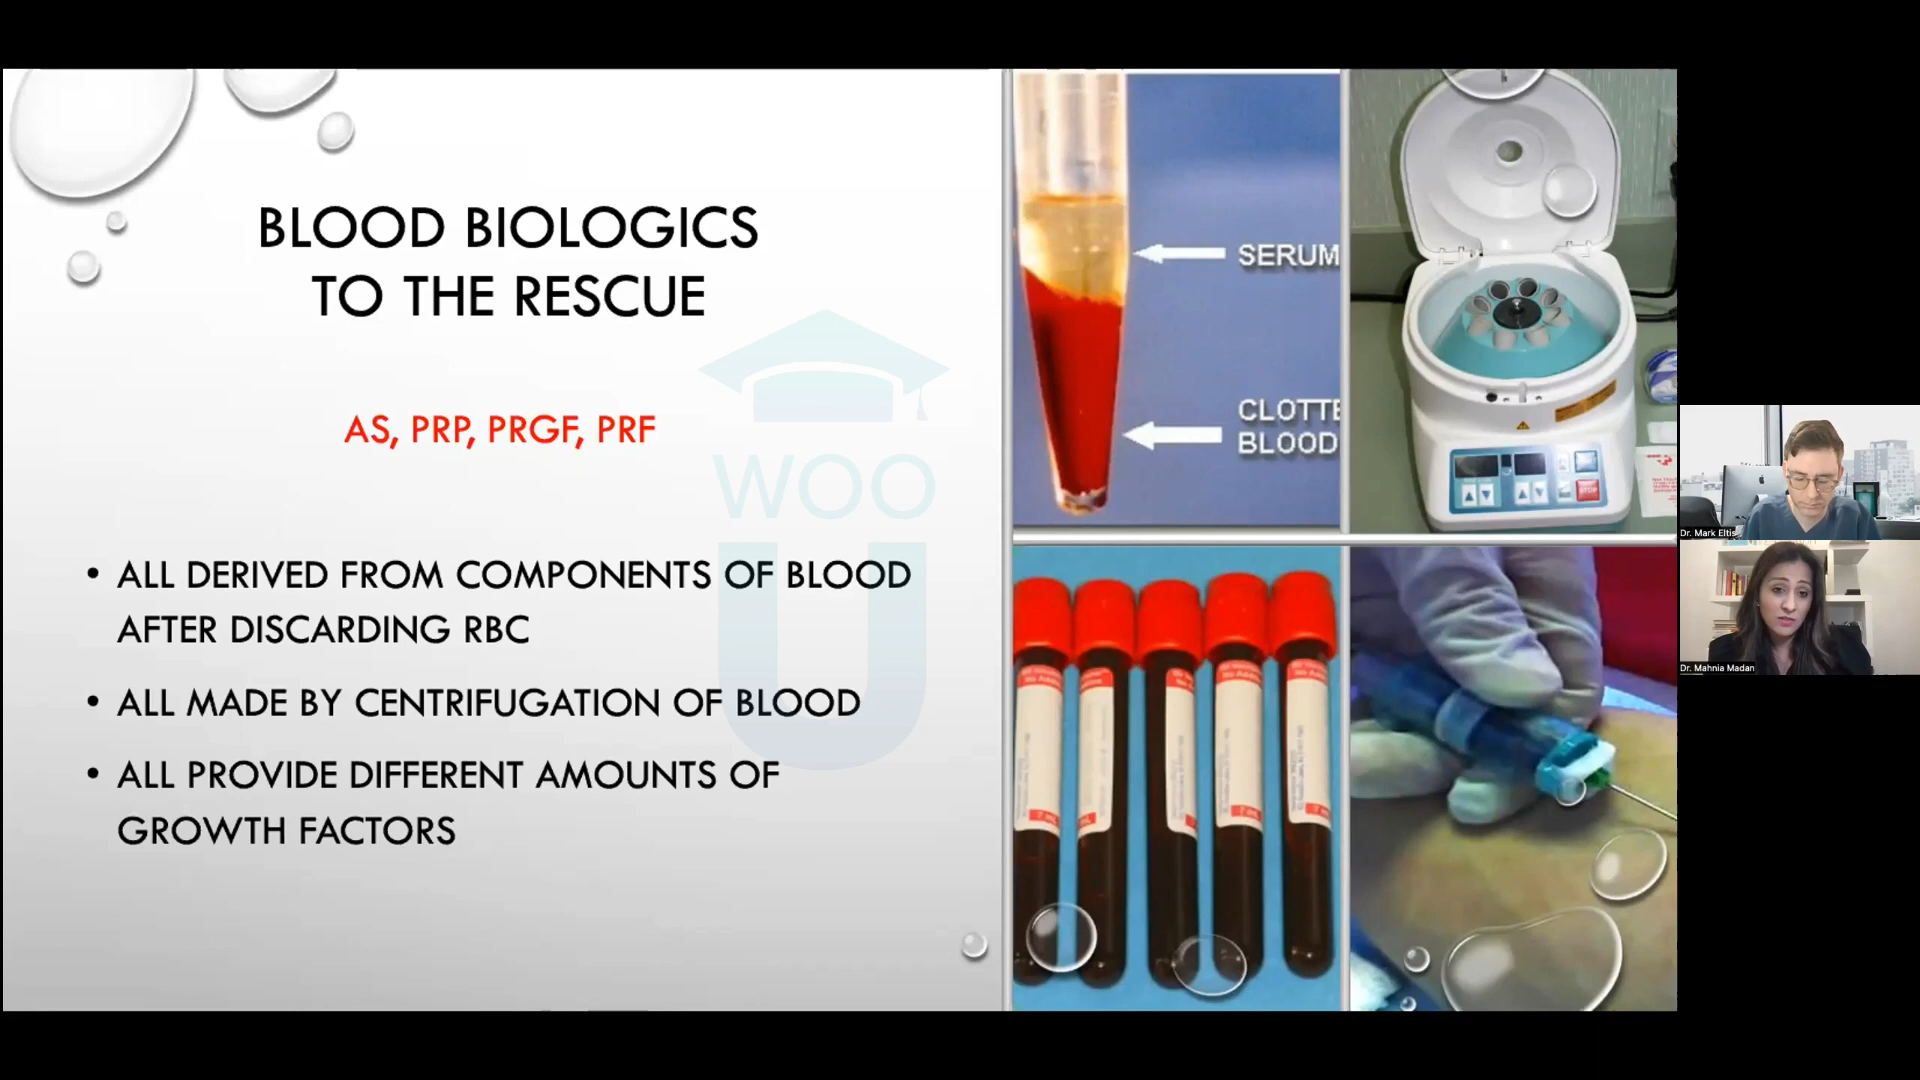 BLOOD BIOLOGICS
TO THE RESCUE
AS, PRP, PRGF, PRF
WOO
U
• ALL DERIVED FROM COMPONENTS OF BLOOD
AFTER DISCARDING RBC
• ALL MADE BY CENTRIFUGATION OF BLOOD
• ALL PROVIDE DIFFERENT AMOUNTS OF
GROWTH FACTORS
SERUM
CLOTTE
BLOOD
STOP
Dr. Mark Eltis
Dr. Mahnia Madan